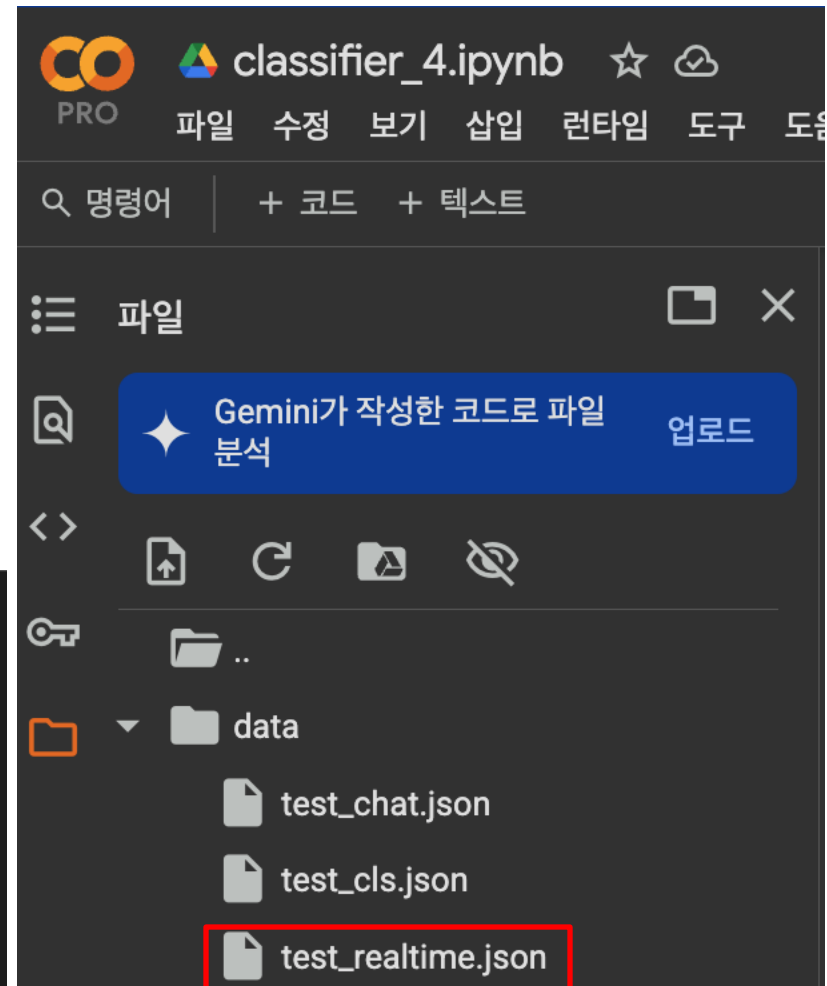 classifier_4.ipynb
PRO
파일 수정 보기 삽입 런타임 도구
명령어 + 코드 + 텍스트
파일
Gemini가 작성한 코드로 파일
분석
업로드
..
data
test_chat.json
test_cls.json
test_realtime.json